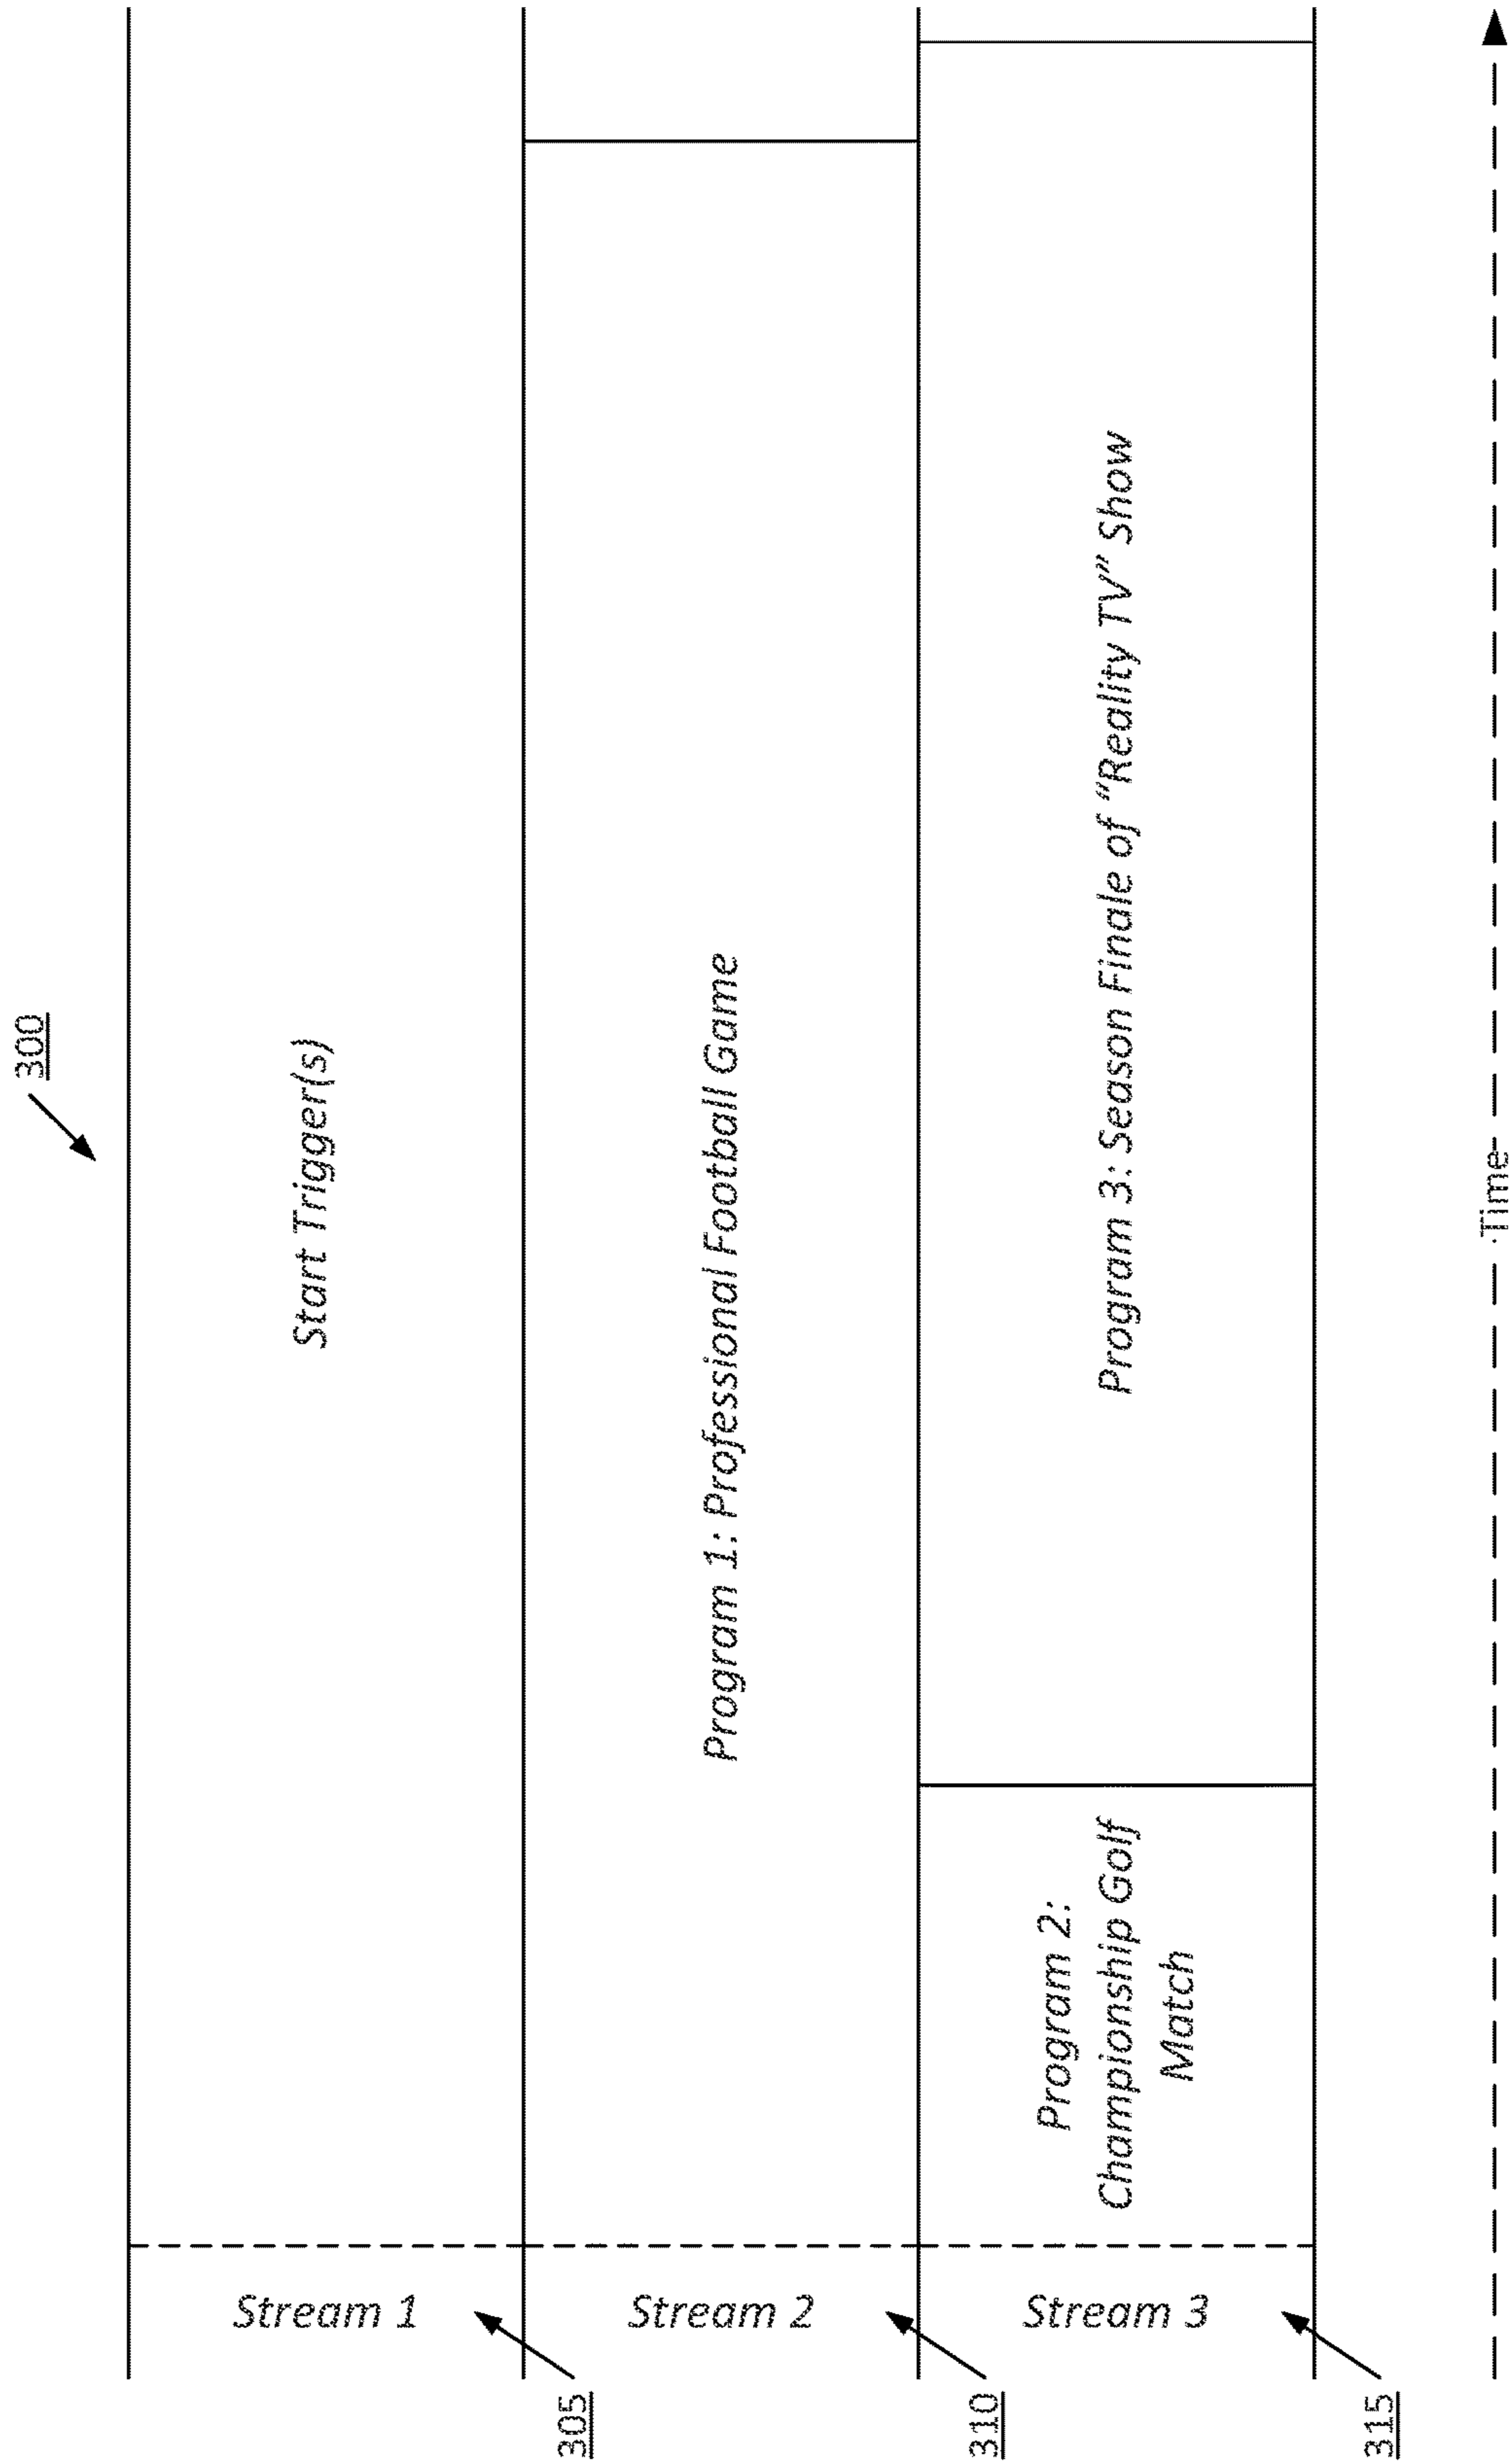 300
Stream 1
Start Trigger(s)
305
Stream 2
Program 1: Professional Football Game
310
Stream 3
Program 2:
Championship Golf
Match
Program 3: Season Finale of "Reality TV" Show
315
Time